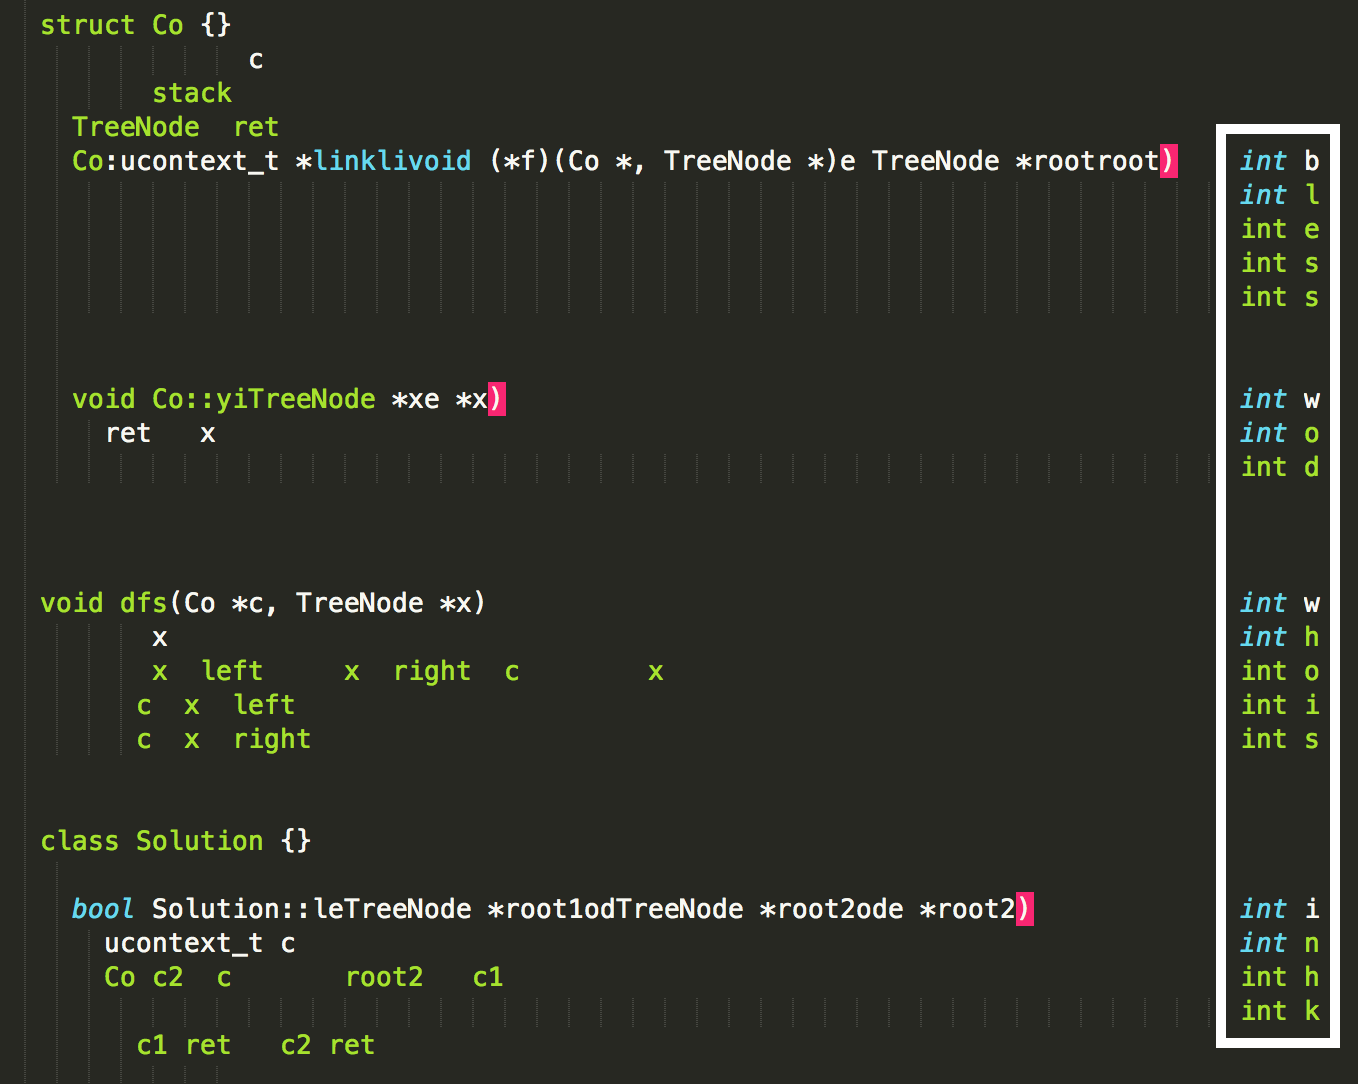 struct Co {}
c
stack
TreeNode ret
Co:ucontext_t *linklivoid (*f)(Co *, TreeNode *)e TreeNode *rootroot) int b
int l
int e
int s
int s
void Co::yiTreeNode *xe *x) int w
ret x int o
int d
void dfs(Co *c, TreeNode *x) int w
x int h
x left x right c x int o
c x left int i
c x right int s
class Solution {}
bool Solution::leTreeNode *root1odTreeNode *root2ode *root2) int i
ucontext_t c int n
Co c2 c root2 c1 int h
int k
c1 ret c2 ret